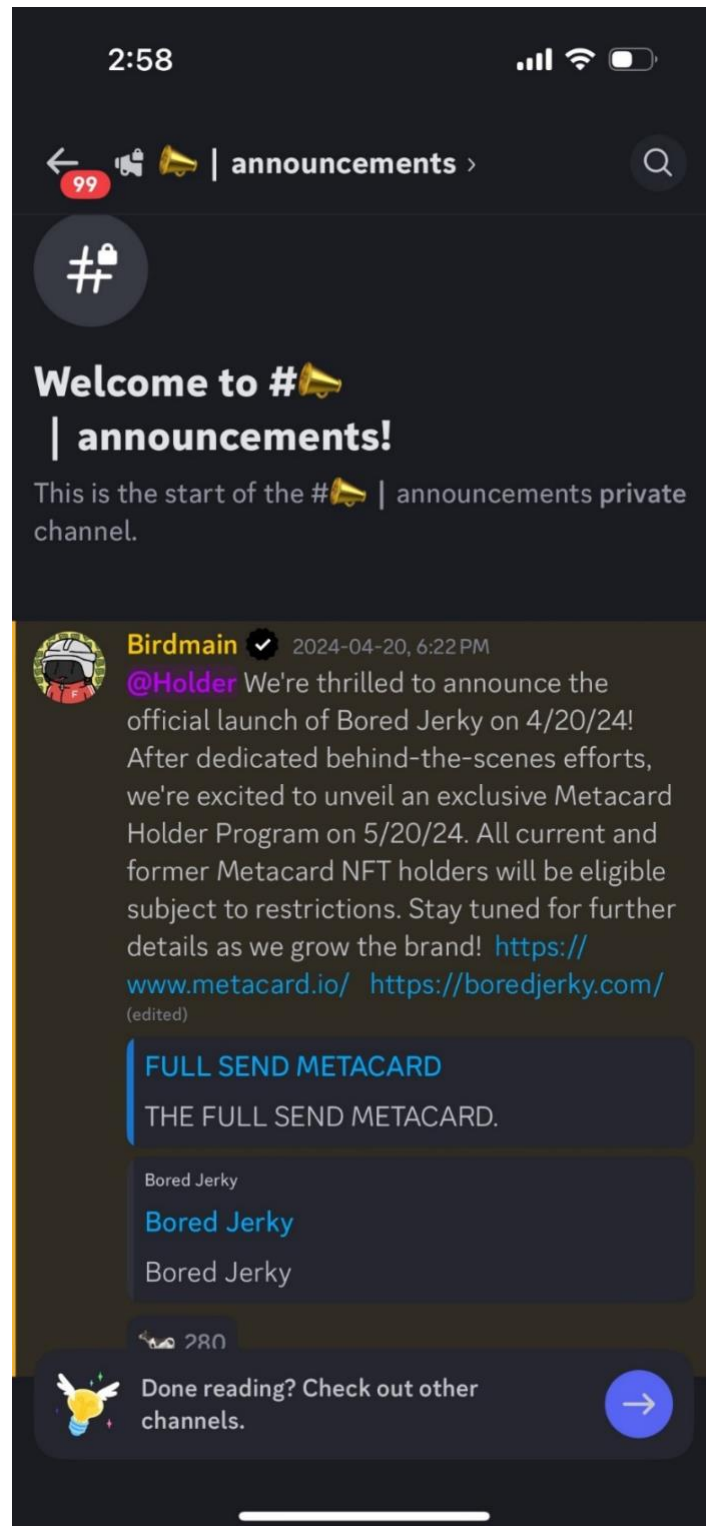 2:58
99
📣 | announcements ›
Welcome to #📣
| announcements!
This is the start of the #📣 | announcements private
channel.
Birdmain 2024-04-20, 6:22 PM
@Holder We're thrilled to announce the
official launch of Bored Jerky on 4/20/24!
After dedicated behind-the-scenes efforts,
we're excited to unveil an exclusive Metacard
Holder Program on 5/20/24. All current and
former Metacard NFT holders will be eligible
subject to restrictions. Stay tuned for further
details as we grow the brand! https://
www.metacard.io/ https://boredjerky.com/
(edited)
FULL SEND METACARD
THE FULL SEND METACARD.
Bored Jerky
Bored Jerky
Bored Jerky
280
Done reading? Check out other
channels.